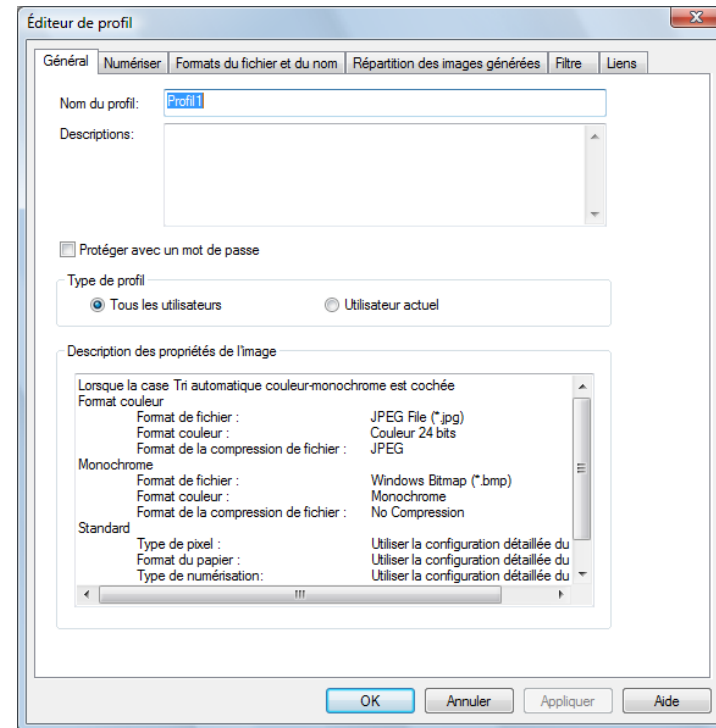 Éditeur de profil
Général
Numériser
Formats du fichier et du nom
Répartition des images générées
Filtre
Liens
Nom du profil: Profil1
Descriptions:
Protéger avec un mot de passe
Type de profil
Tous les utilisateurs
Utilisateur actuel
Description des propriétés de l'image
Lorsque la case Tri automatique couleur-monochrome est cochée
Format couleur
Format de fichier : JPEG File (*.jpg)
Format couleur : Couleur 24 bits
Format de la compression de fichier : JPEG
Monochrome
Format de fichier : Windows Bitmap (*.bmp)
Format couleur : Monochrome
Format de la compression de fichier : No Compression
Standard
Type de pixel : Utiliser la configuration détaillée du
Format du papier : Utiliser la configuration détaillée du
Type de numérisation: Utiliser la configuration détaillée du
OK
Annuler
Appliquer
Aide